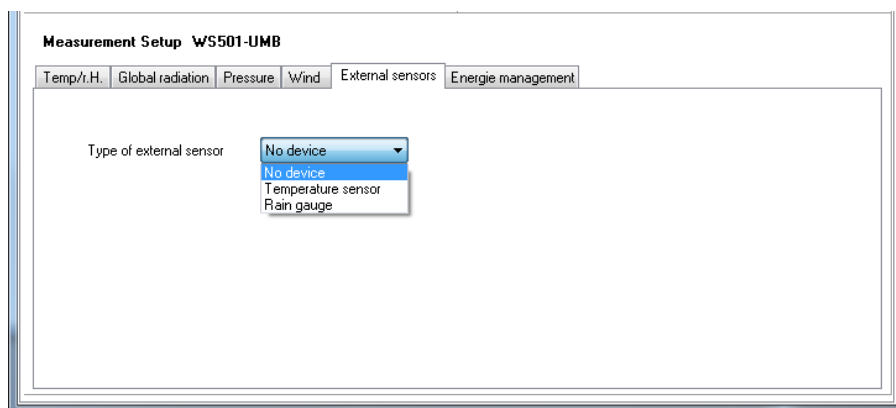 Measurement Setup WS501-UMB
Temp/r.H. Global radiation Pressure Wind External sensors Energie management
Type of external sensor No device
No device
Temperature sensor
Rain gauge